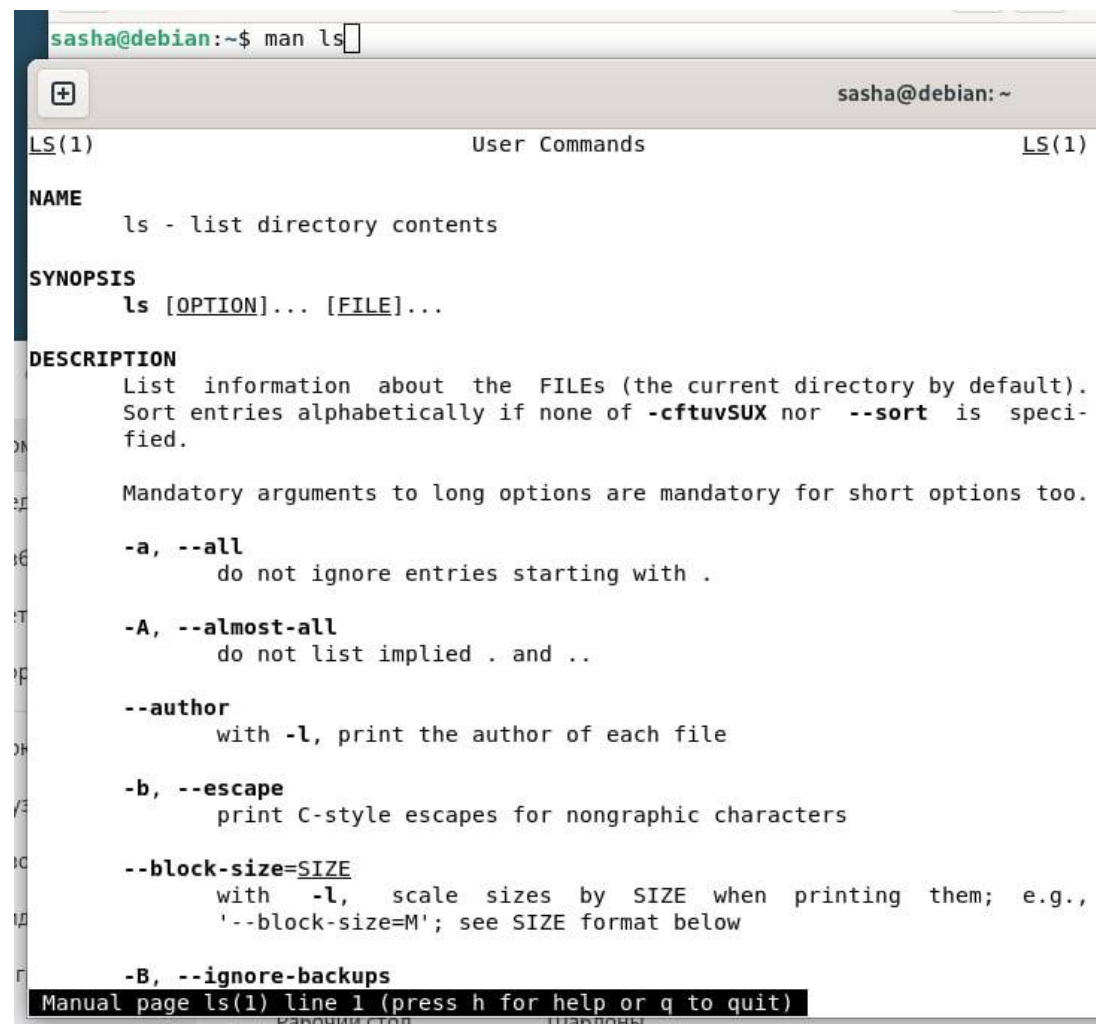 sasha@debian:~$ man ls
sasha@debian: ~
LS(1) User Commands LS(1)
NAME
ls - list directory contents
SYNOPSIS
ls [OPTION]... [FILE]...
DESCRIPTION
List information about the FILEs (the current directory by default).
Sort entries alphabetically if none of -cftuvSUX nor --sort is speci-
fied.
Mandatory arguments to long options are mandatory for short options too.
-a, --all
do not ignore entries starting with .
-A, --almost-all
do not list implied . and ..
--author
with -l, print the author of each file
-b, --escape
print C-style escapes for nongraphic characters
--block-size=SIZE
with -l, scale sizes by SIZE when printing them; e.g.,
'--block-size=M'; see SIZE format below
-B, --ignore-backups
Manual page ls(1) line 1 (press h for help or q to quit)
Рабочий стол Шаблоны